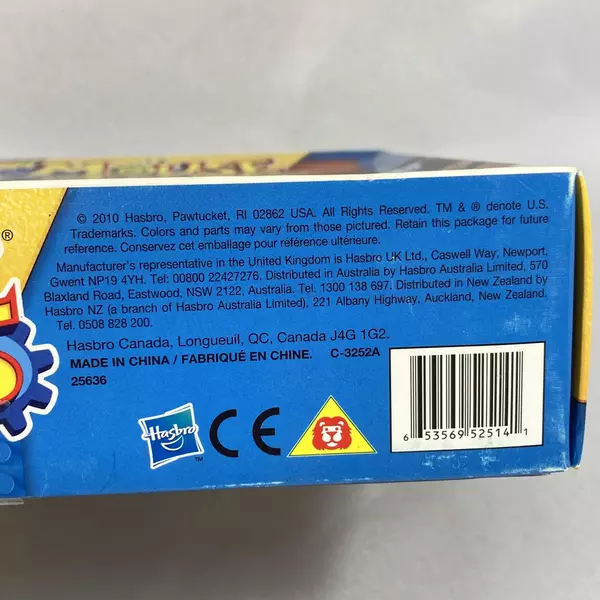 ®
© 2010 Hasbro, Pawtucket, RI 02862 USA. All Rights Reserved. TM & ® denote U.S.
Trademarks. Colors and parts may vary from those pictured. Retain this package for future
reference. Conservez cet emballage pour référence ultérieure.
Manufacturer's representative in the United Kingdom is Hasbro UK Ltd., Caswell Way, Newport,
Gwent NP19 4YH. Tel: 00800 22427276. Distributed in Australia by Hasbro Australia Limited, 570
Blaxland Road, Eastwood, NSW 2122, Australia. Tel: 1300 138 697. Distributed in New Zealand by
Hasbro NZ (a branch of Hasbro Australia Limited), 221 Albany Highway, Auckland, New Zealand.
Tel. 0508 828 200.
Hasbro Canada, Longueuil, QC, Canada J4G 1G2.
MADE IN CHINA / FABRIQUÉ EN CHINE. C-3252A
25636
Hasbro TM CE
6 53569 52514 1